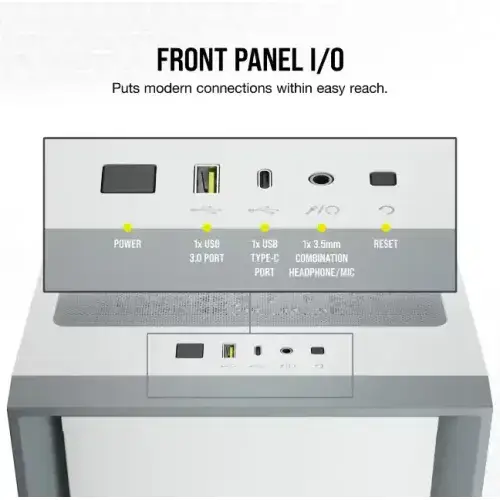 FRONT PANEL I/O
Puts modern connections within easy reach.
POWER
1x USB
3.0 PORT
1x USB
TYPE-C
PORT
1x 3.5mm
COMBINATION
HEADPHONE/MIC
RESET